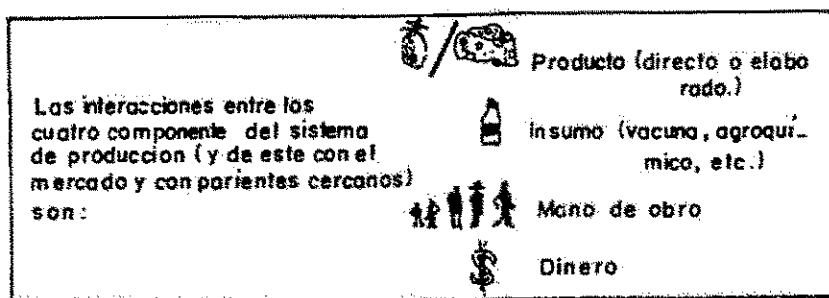 Las interacciones entre los
cuatro componente del sistema
de produccion (y de este con el
mercado y con parientes cercanos)
son:
Producto (directo o elabo
rado.)
Insumo (vacuna, agroquí_
mico, etc.)
Mano de obro
$ Dinero